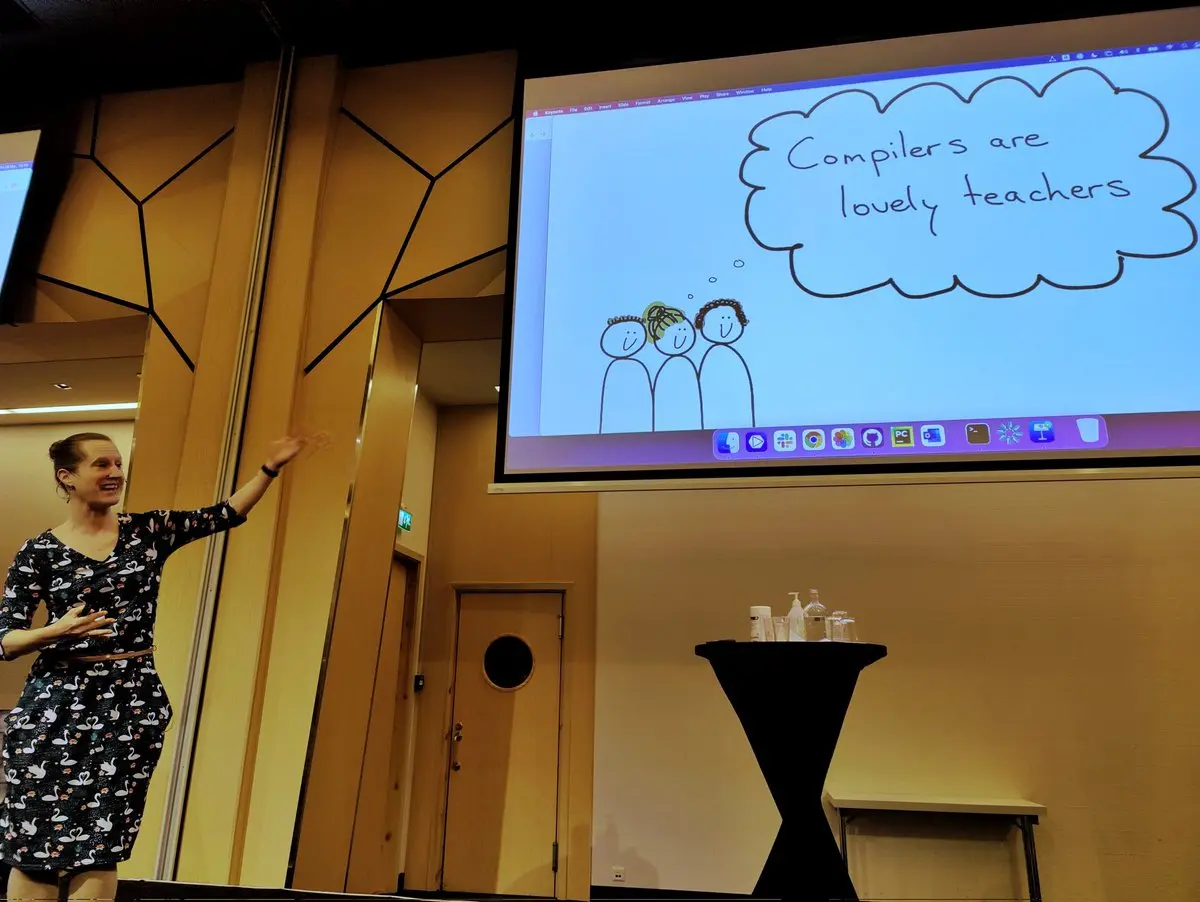 Keynote File Edit Insert Slide Format Arrange View Play Share Window Help
Compilers are
lovely teachers
PC